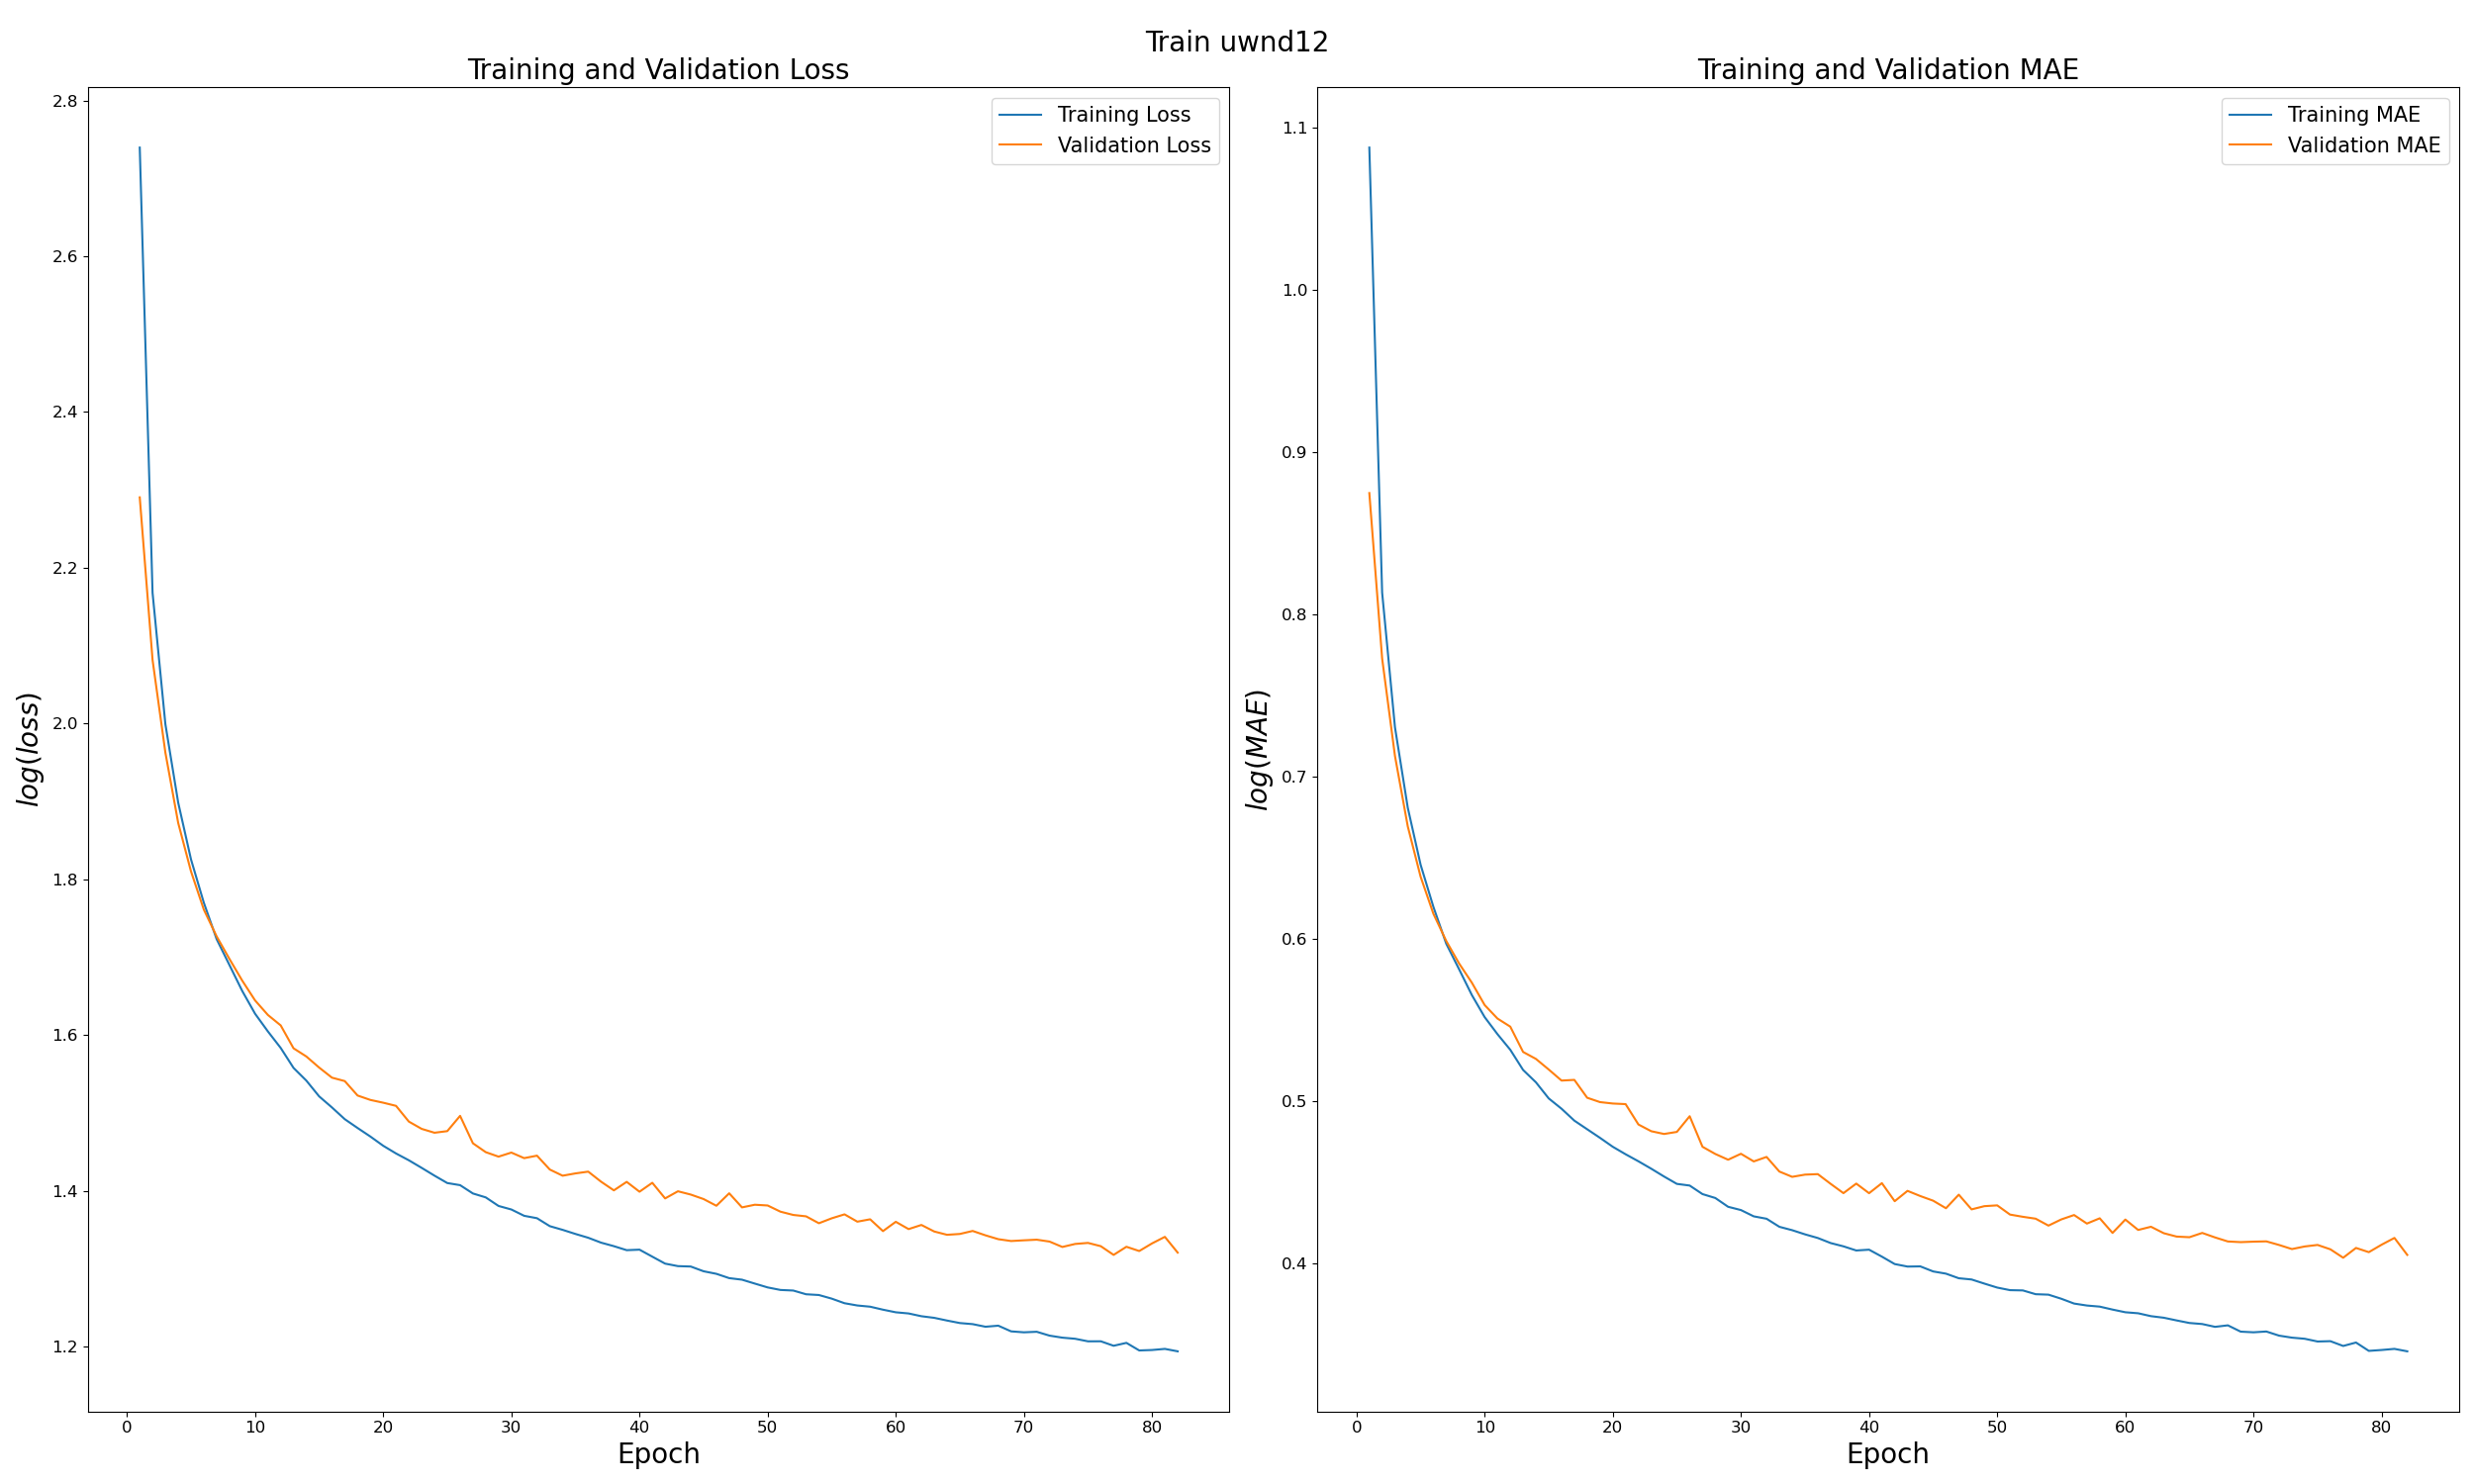 Train uwnd12
Training and Validation Loss
Training Loss
Validation Loss
2.8
2.6
2.4
2.2
2.0
1.8
1.6
1.4
1.2
log(loss)
0 10 20 30 40 50 60 70 80
Epoch
Training and Validation MAE
Training MAE
Validation MAE
1.1
1.0
0.9
0.8
0.7
0.6
0.5
0.4
log(MAE)
0 10 20 30 40 50 60 70 80
Epoch